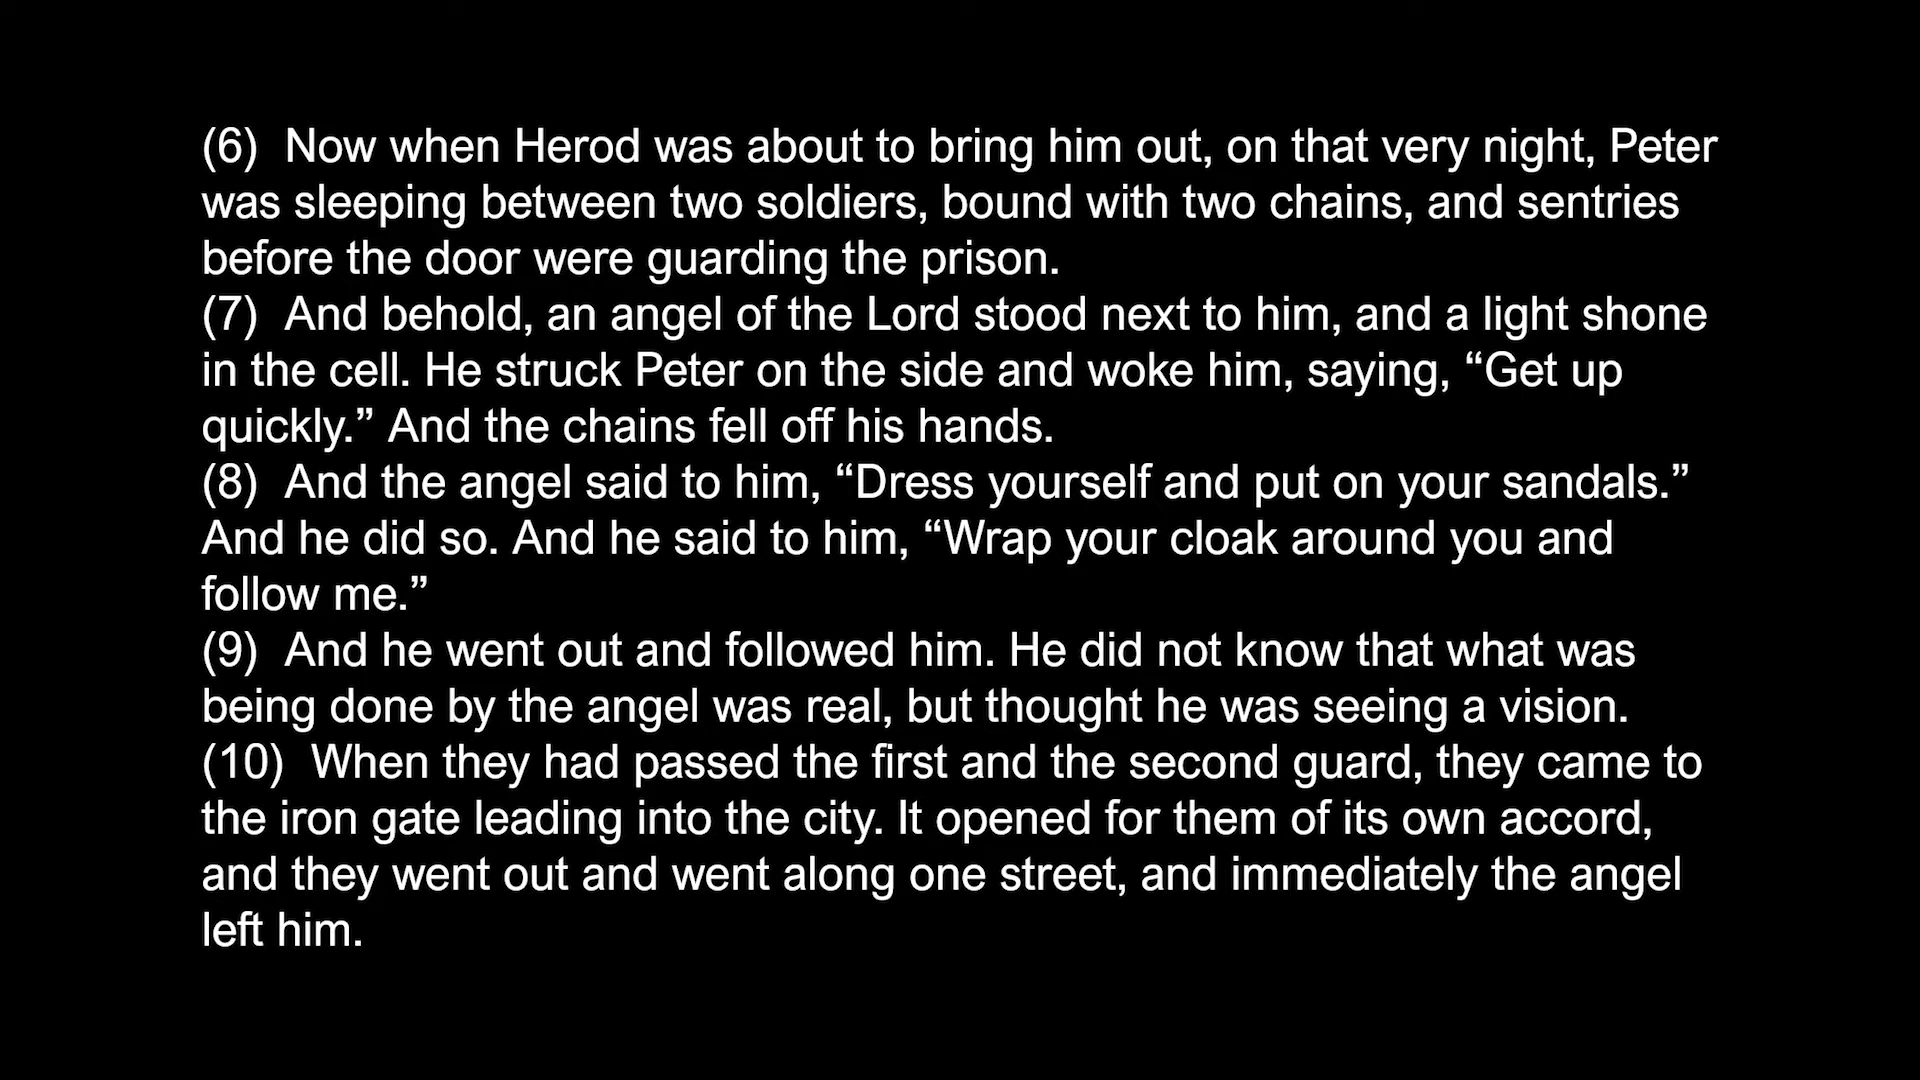 (6)  Now when Herod was about to bring him out, on that very night, Peter
was sleeping between two soldiers, bound with two chains, and sentries
before the door were guarding the prison.
(7)  And behold, an angel of the Lord stood next to him, and a light shone
in the cell. He struck Peter on the side and woke him, saying, “Get up
quickly.” And the chains fell off his hands.
(8)  And the angel said to him, “Dress yourself and put on your sandals.”
And he did so. And he said to him, “Wrap your cloak around you and
follow me.”
(9)  And he went out and followed him. He did not know that what was
being done by the angel was real, but thought he was seeing a vision.
(10)  When they had passed the first and the second guard, they came to
the iron gate leading into the city. It opened for them of its own accord,
and they went out and went along one street, and immediately the angel
left him.